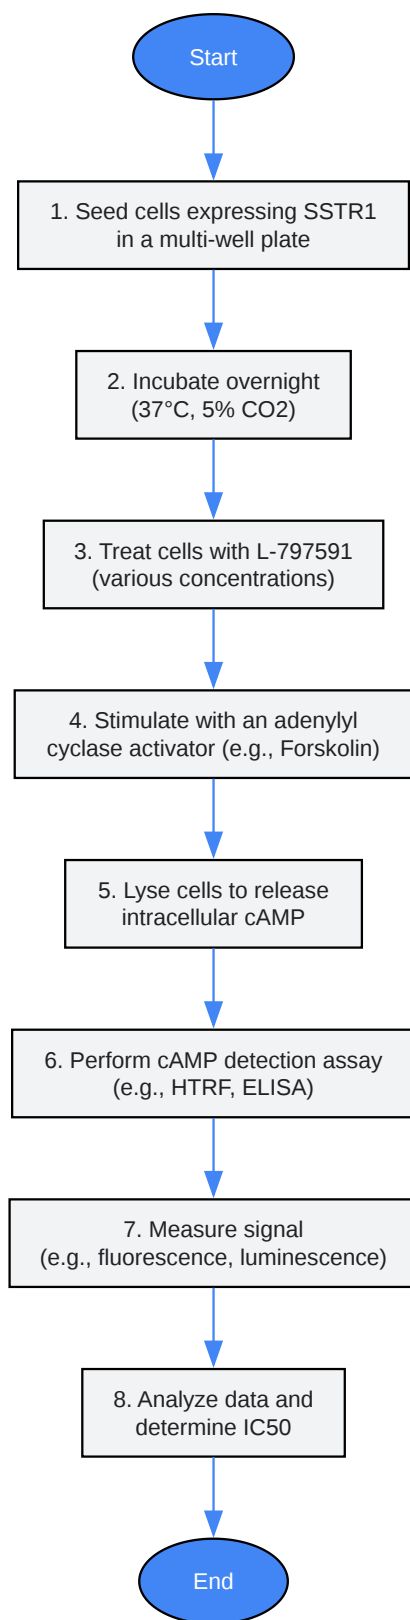 Start
1. Seed cells expressing SSTR1
in a multi-well plate
2. Incubate overnight
(37°C, 5% CO2)
3. Treat cells with L-797591
(various concentrations)
4. Stimulate with an adenylyl
cyclase activator (e.g., Forskolin)
5. Lyse cells to release
intracellular cAMP
6. Perform cAMP detection assay
(e.g., HTRF, ELISA)
7. Measure signal
(e.g., fluorescence, luminescence)
8. Analyze data and
determine IC50
End